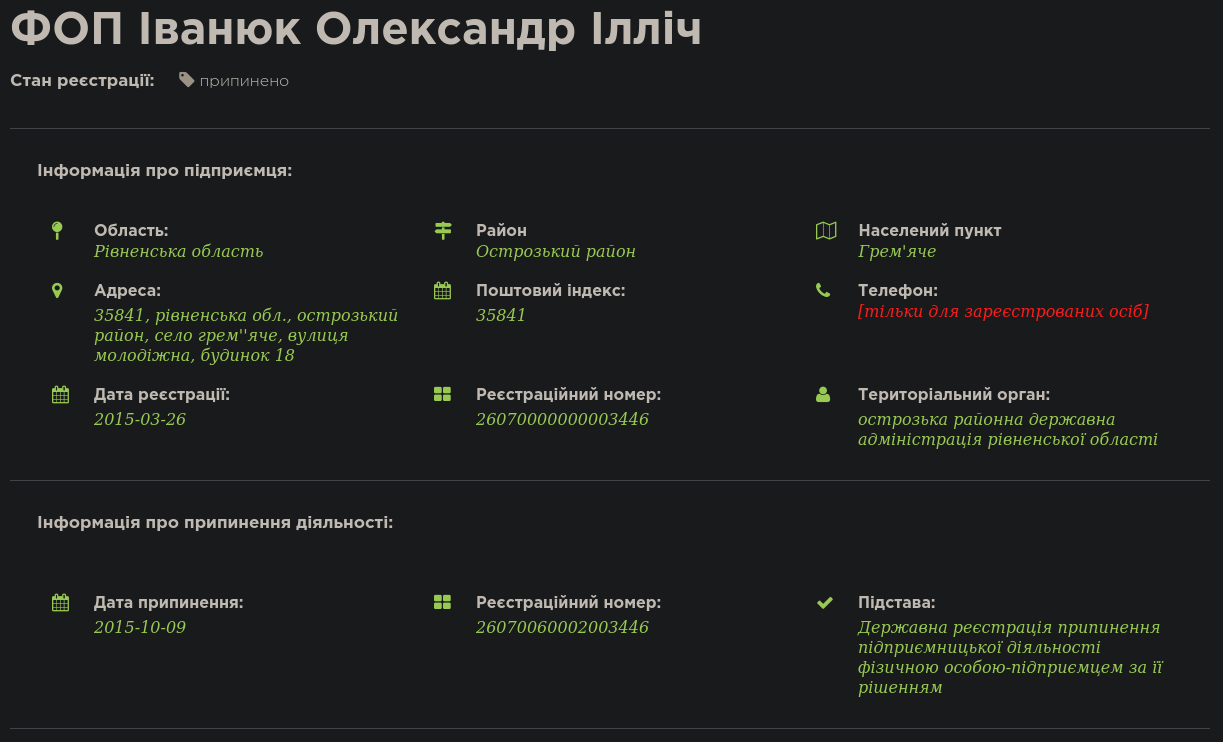 ФОП Іванюк Олександр Ілліч
Стан реєстрації: припинено
Інформація про підприємця:
Область:
Рівненська область
Район
Острозький район
Населений пункт
Грем'яче
Адреса:
35841, рівненська обл., острозький
район, село грем''яче, вулиця
молодіжна, будинок 18
Поштовий індекс:
35841
Телефон:
[тільки для зареєстрованих осіб]
Дата реєстрації:
2015-03-26
Реєстраційний номер:
26070000000003446
Територіальний орган:
острозька районна державна
адміністрація рівненської області
Інформація про припинення діяльності:
Дата припинення:
2015-10-09
Реєстраційний номер:
26070060002003446
Підстава:
Державна реєстрація припинення
підприємницької діяльності
фізичною особою-підприємцем за її
рішенням